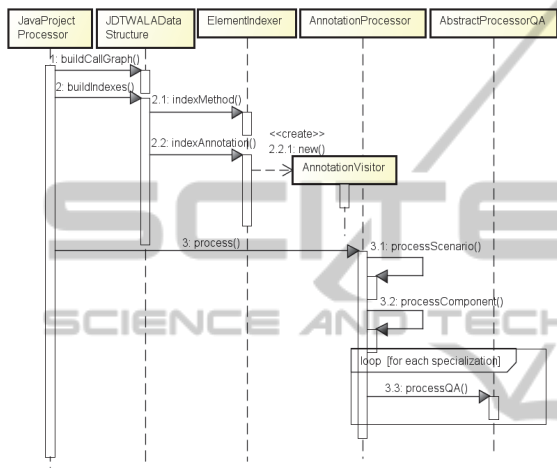 JavaProject
Processor
JDTWALAData
Structure
ElementIndexer
AnnotationProcessor
AbstractProcessorQA
1: buildCallGraph()
2: buildIndexes()
2.1: indexMethod()
2.2: indexAnnotation()
<<create>>
2.2.1: new()
AnnotationVisitor
3: process()
3.1: processScenario()
3.2: processComponent()
loop [for each specialization]
3.3: processQA()
SCITE
SCIENCE AND TECH